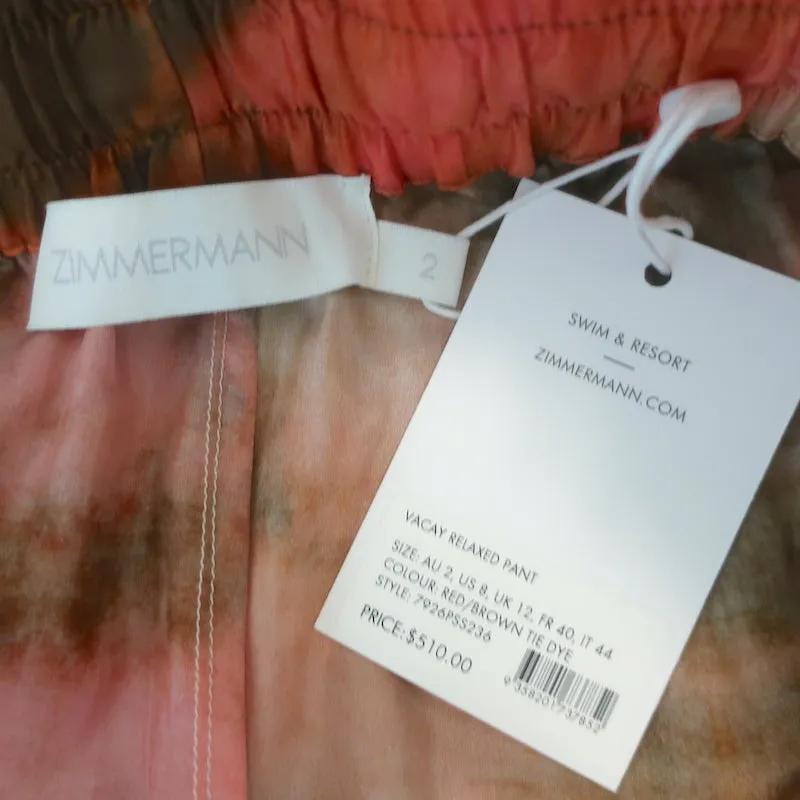 ZIMMERMANN
2
SWIM & RESORT
ZIMMERMANN.COM
VACAY RELAXED PANT
SIZE: AU 2, US 8, UK 12, FR 40, IT 44
COLOUR: RED/BROWN TIE DYE
STYLE: 7926PSS236
PRICE: $510.00
9358201737852